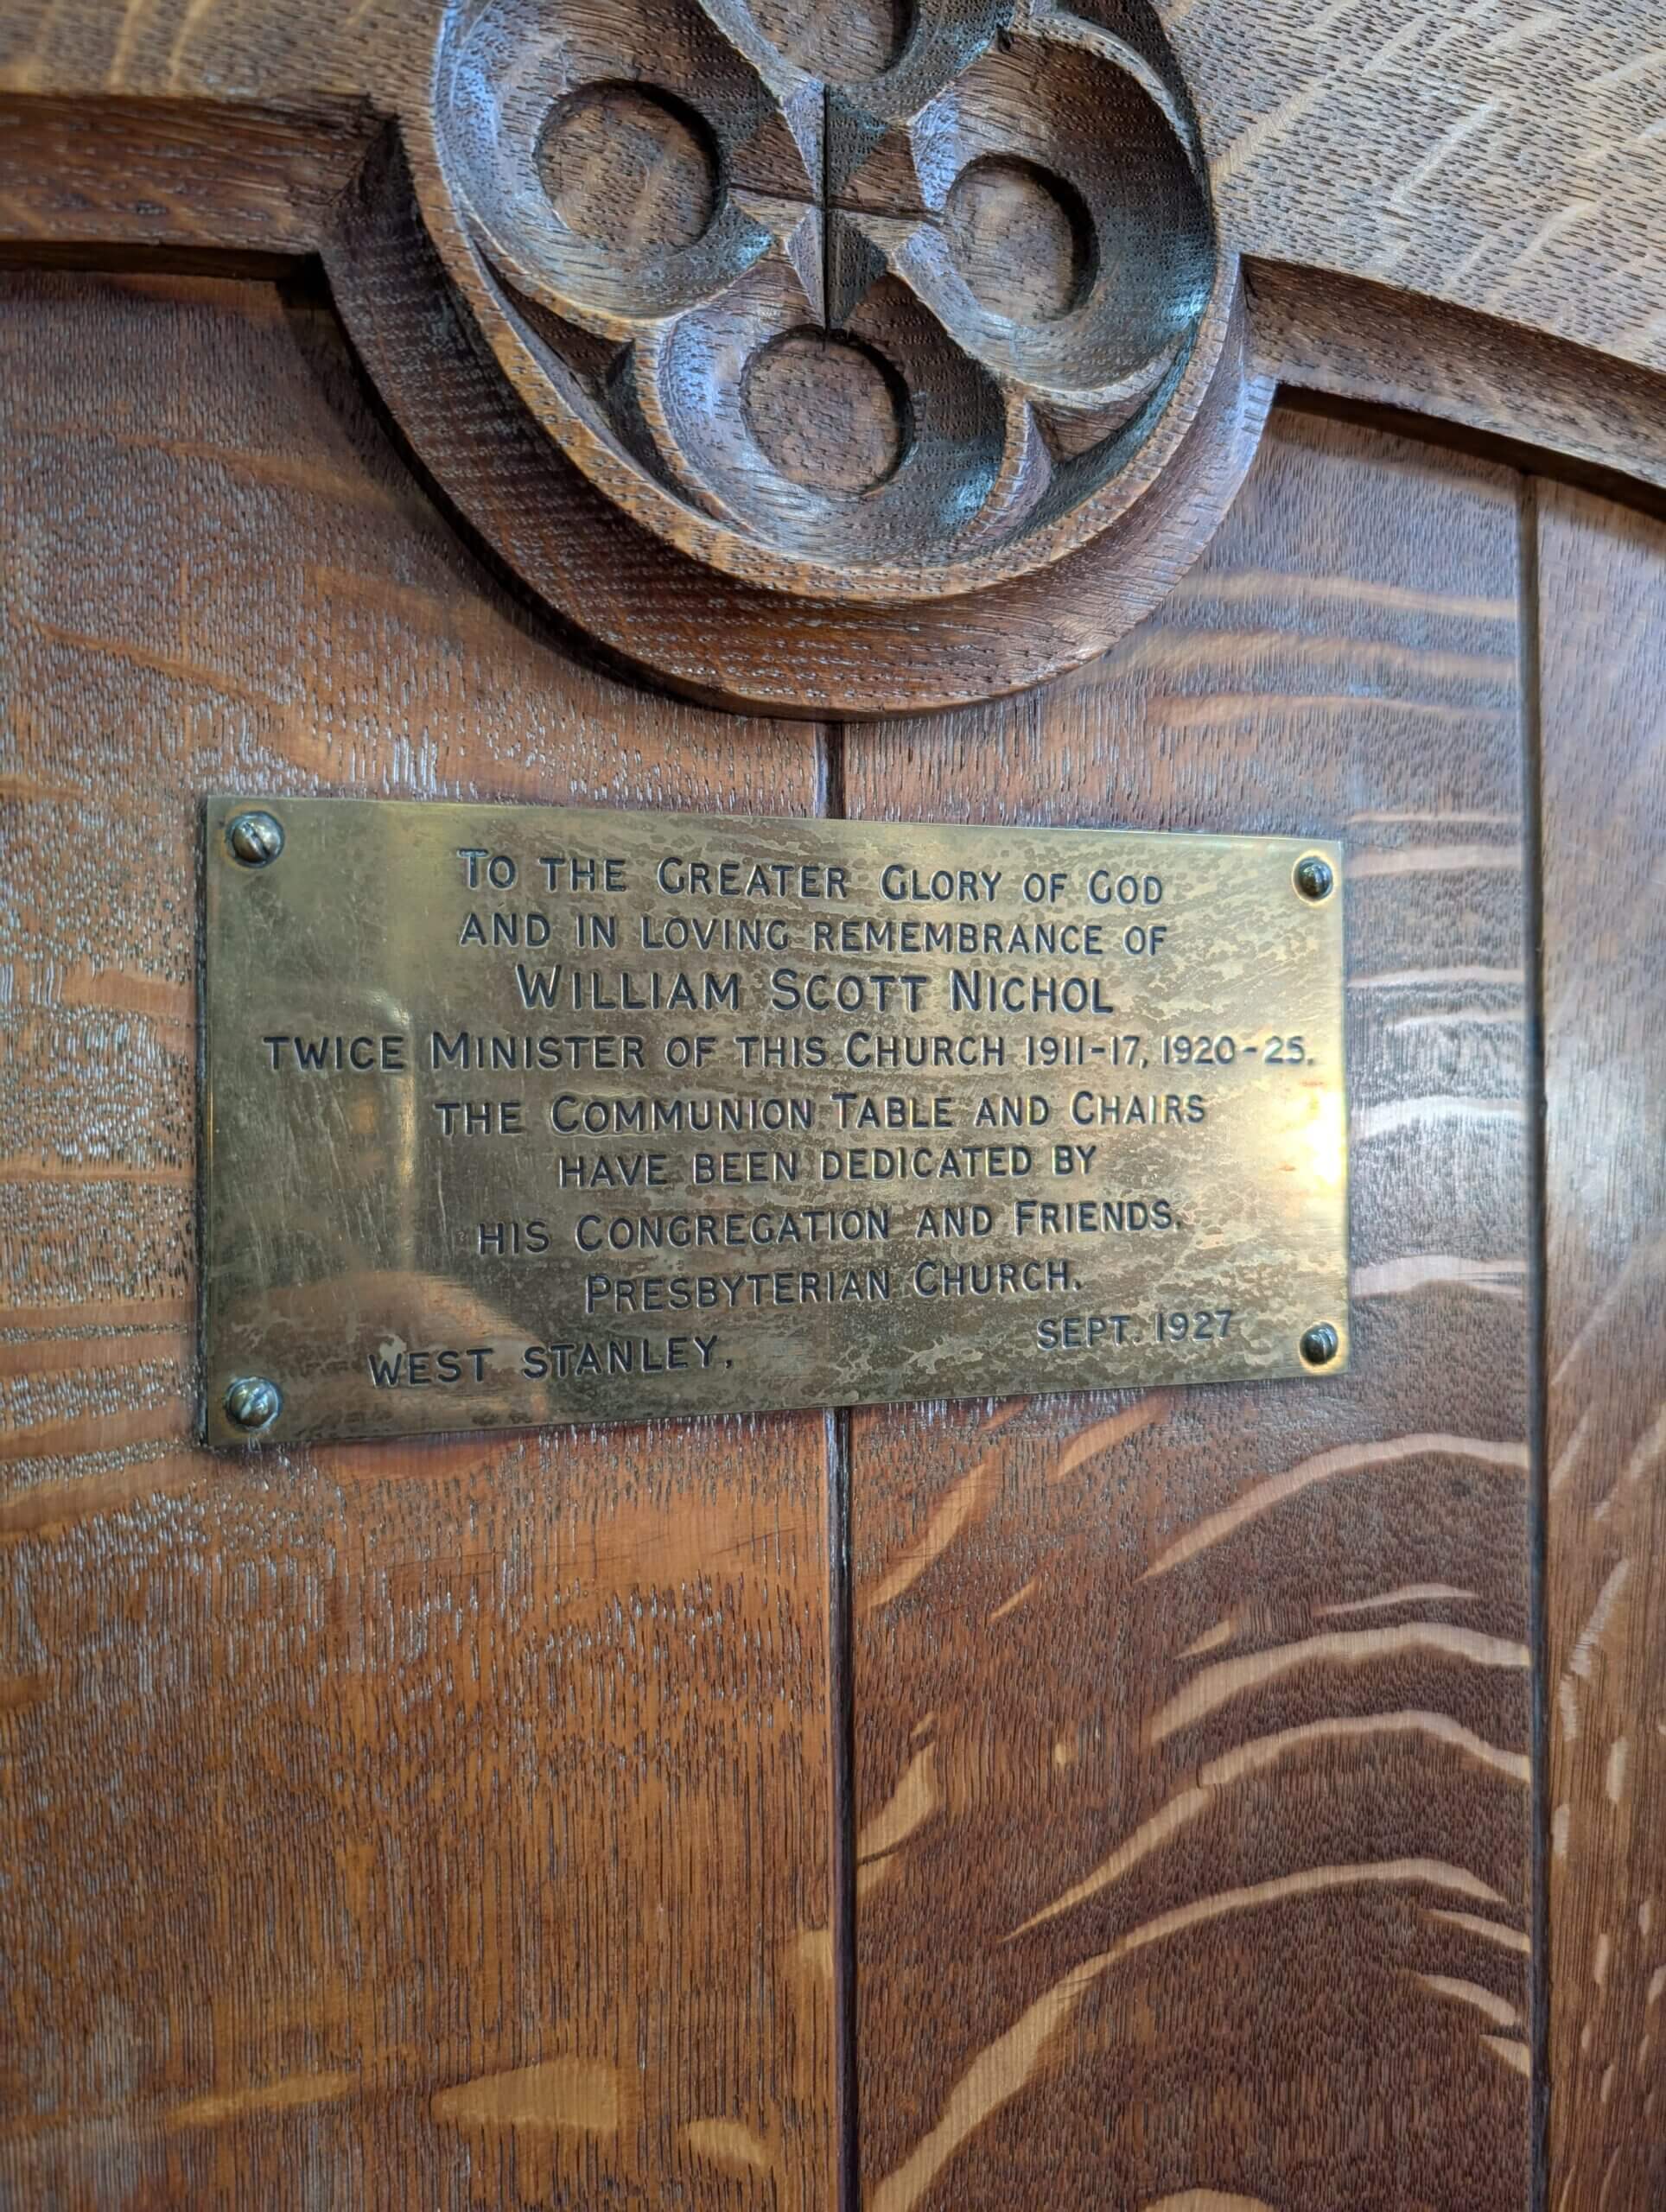 TO THE GREATER GLORY OF GOD
AND IN LOVING REMEMBRANCE OF
WILLIAM SCOTT NICHOL
TWICE MINISTER OF THIS CHURCH 1911-17, 1920-25.
THE COMMUNION TABLE AND CHAIRS
HAVE BEEN DEDICATED BY
HIS CONGREGATION AND FRIENDS.
PRESBYTERIAN CHURCH.
WEST STANLEY, SEPT. 1927